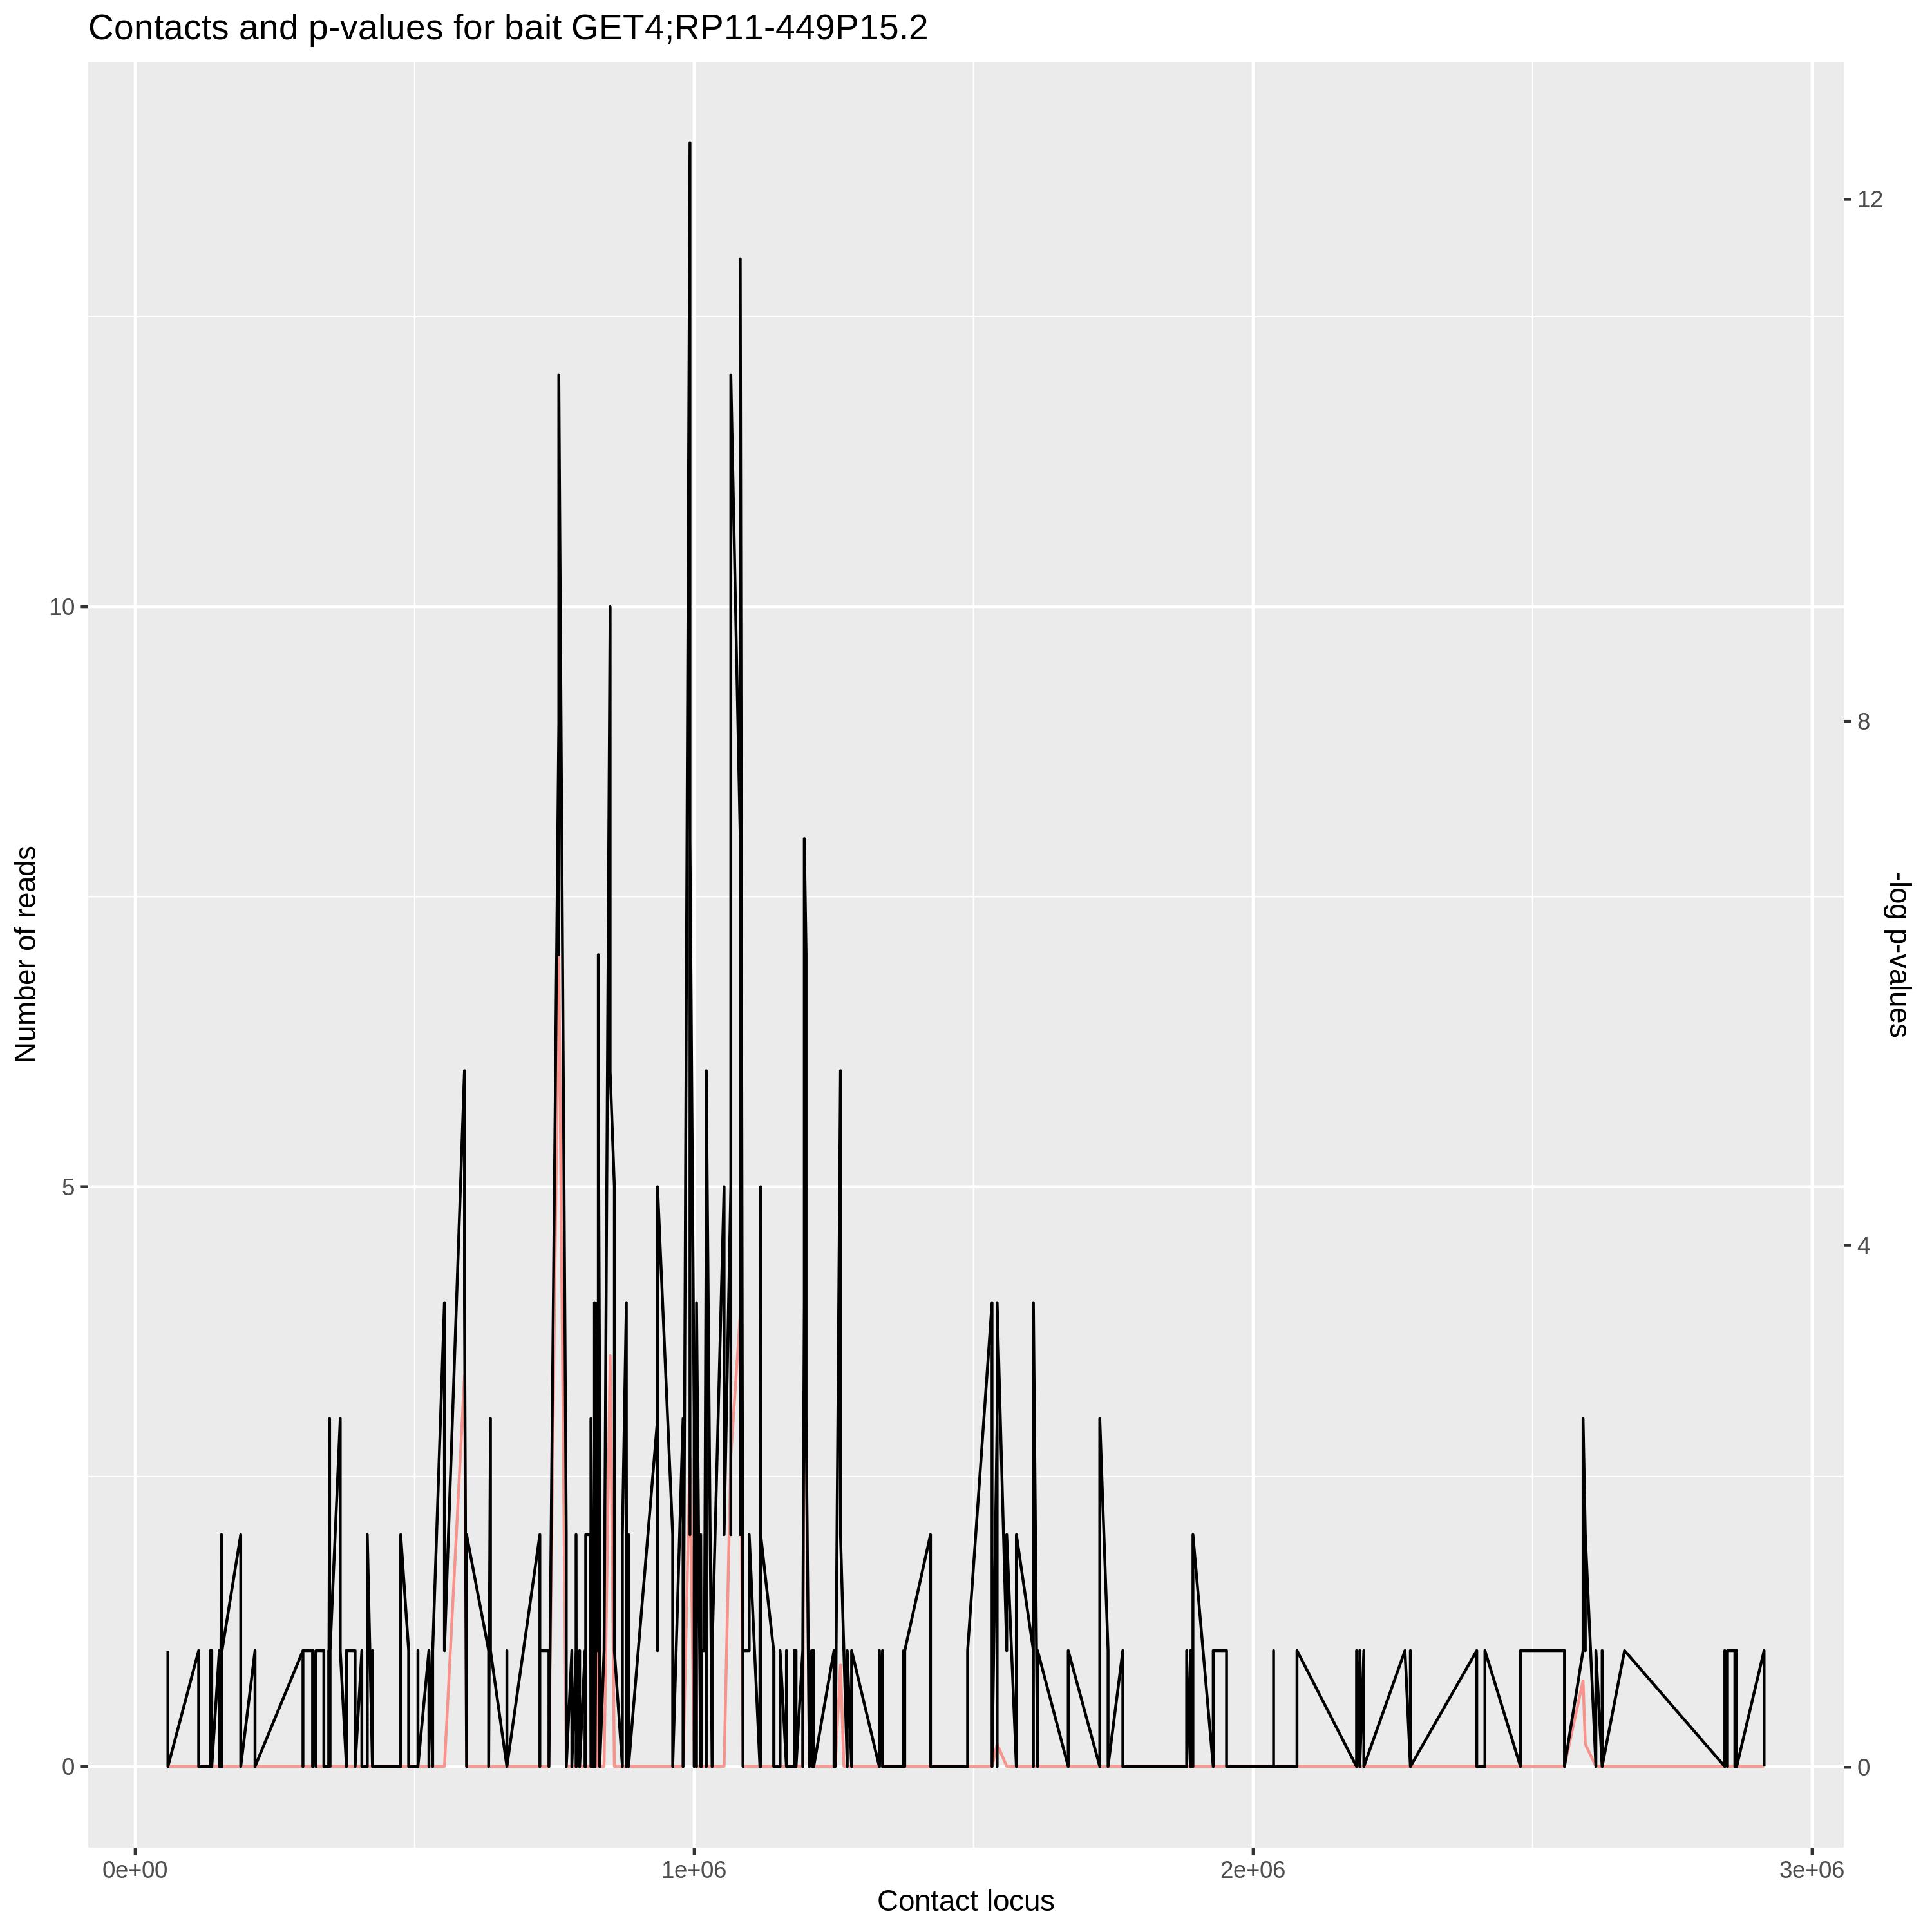 Contacts and p-values for bait GET4;RP11-449P15.2
12
10
8
Number of reads
-log p-values
5
4
0
0
0e+00
1e+06
2e+06
3e+06
Contact locus